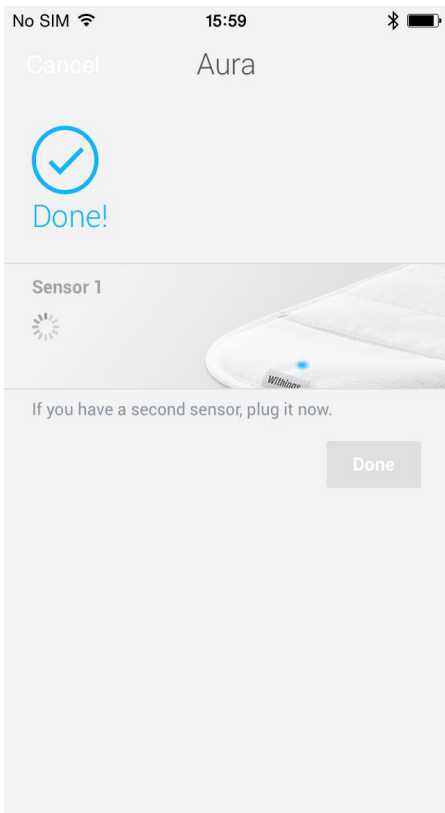 No SIM 15:59
Cancel Aura
Done!
Sensor 1
Withings
If you have a second sensor, plug it now.
Done